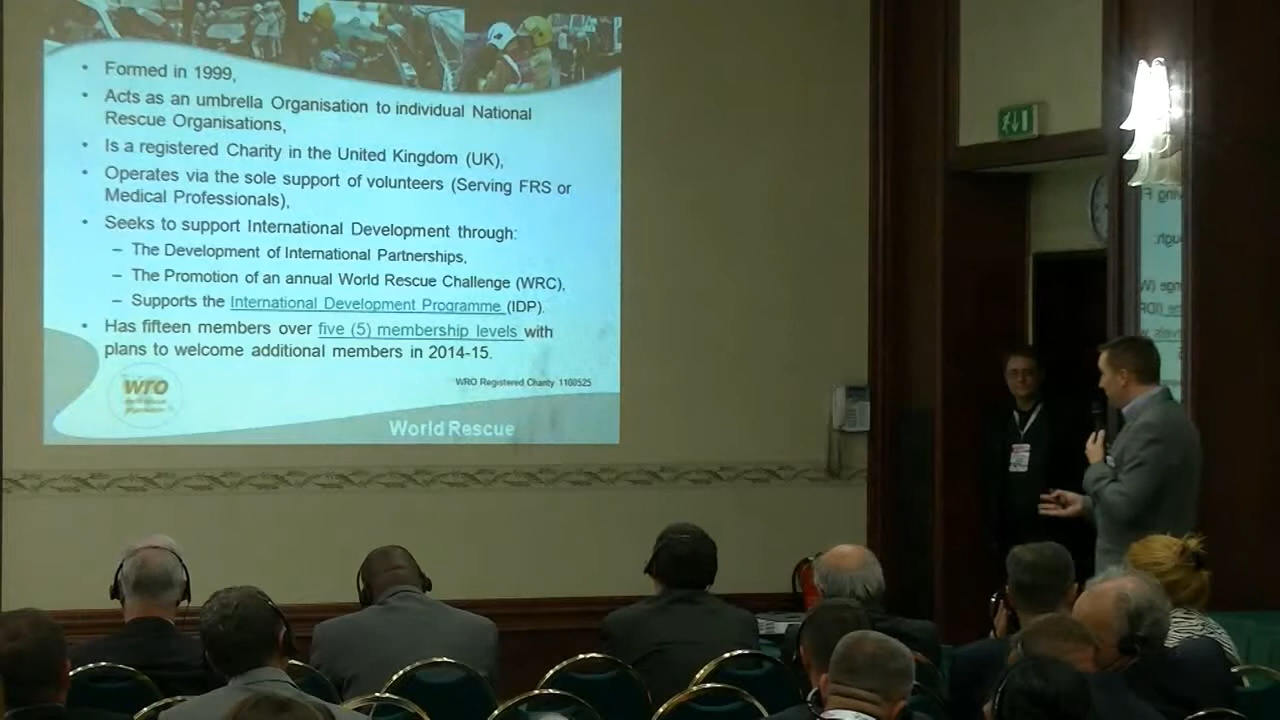 • Formed in 1999,
• Acts as an umbrella Organisation to individual National
Rescue Organisations,
• Is a registered Charity in the United Kingdom (UK),
• Operates via the sole support of volunteers (Serving FRS or
Medical Professionals),
• Seeks to support International Development through:
– The Development of International Partnerships,
– The Promotion of an annual World Rescue Challenge (WRC),
– Supports the International Development Programme (IDP).
• Has fifteen members over five (5) membership levels with
plans to welcome additional members in 2014-15.
WRO Registered Charity 1100525
wro
World Rescue